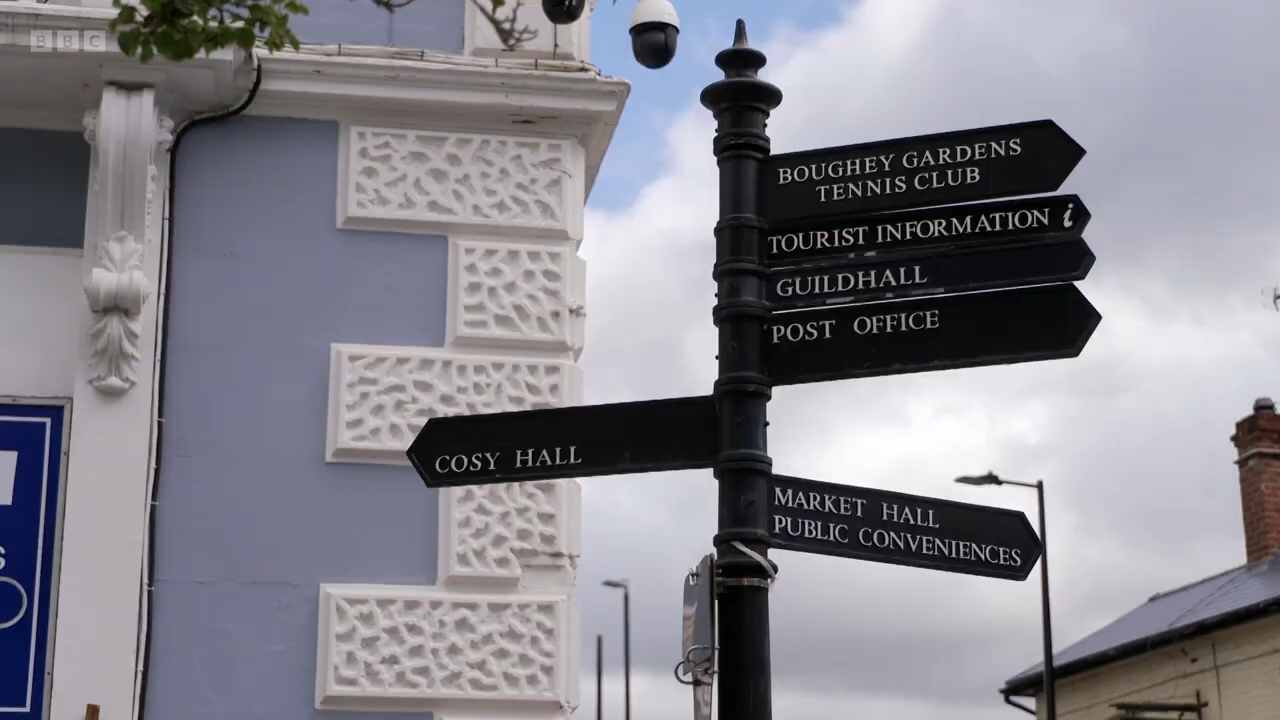 BBC
BOUGHEY GARDENS
TENNIS CLUB
TOURIST INFORMATION i
GUILDHALL
POST OFFICE
COSY HALL
MARKET HALL
PUBLIC CONVENIENCES